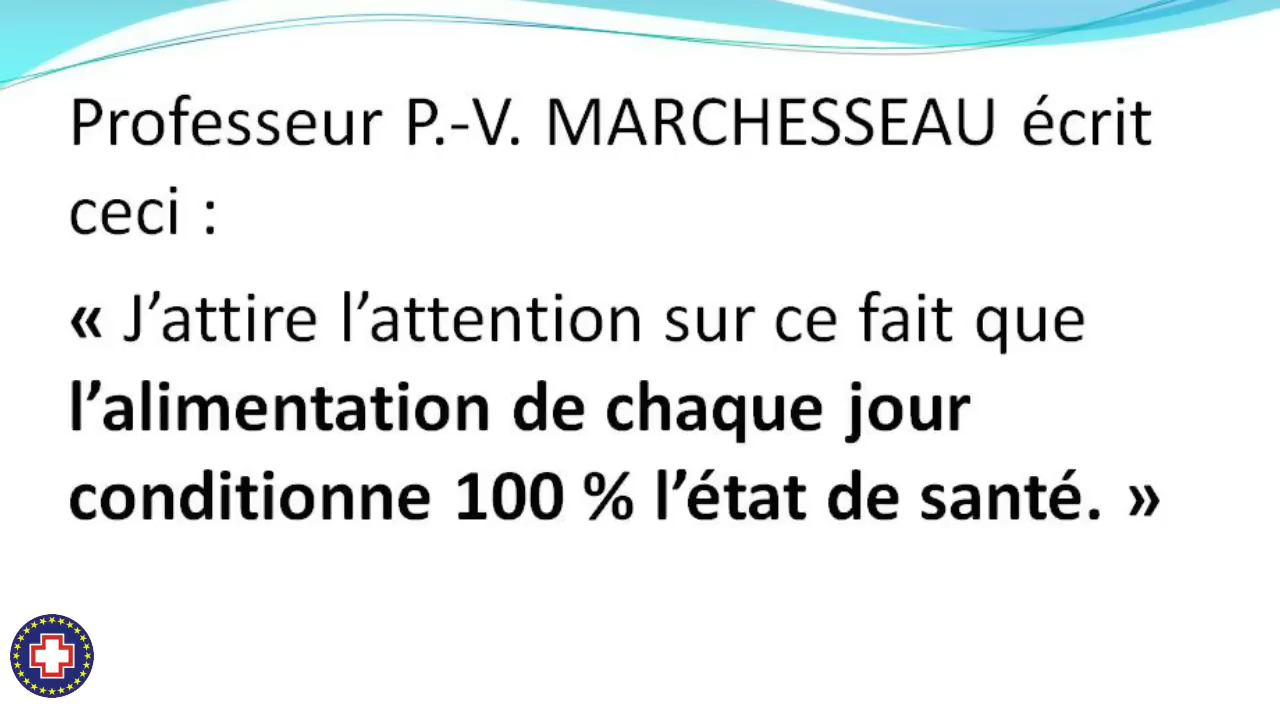 Professeur P.-V. MARCHESSEAU écrit
ceci :
« J’attire l’attention sur ce fait que
l’alimentation de chaque jour
conditionne 100 % l’état de santé. »